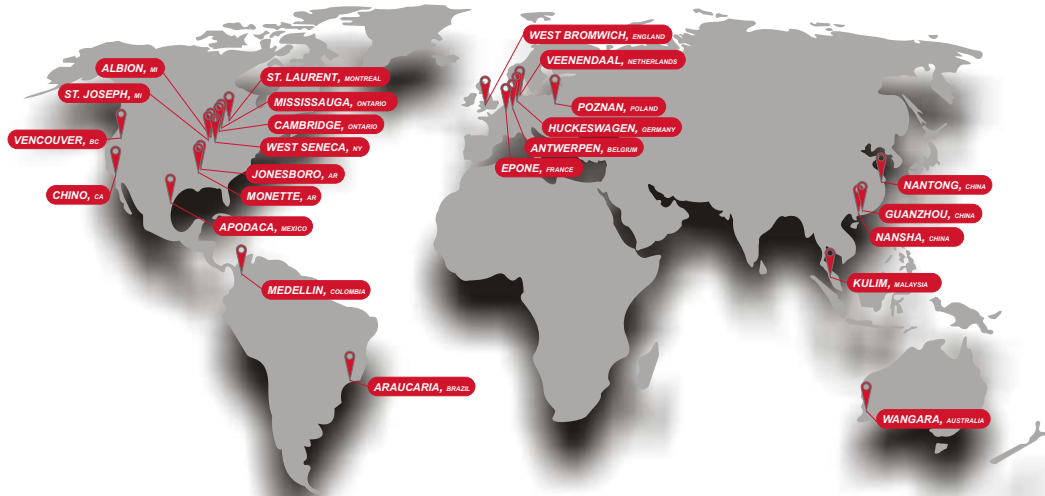 WEST BROMWICH, ENGLAND
VEENENDAAL, NETHERLANDS
ALBION, MI
ST. LAURENT, MONTREAL
ST. JOSEPH, MI
MISSISSAUGA, ONTARIO
POZNAN, POLAND
CAMBRIDGE, ONTARIO
HUCKESWAGEN, GERMANY
VENCOUVER, BC
WEST SENECA, NY
ANTWERPEN, BELGIUM
EPONE, FRANCE
JONESBORO, AR
NANTONG, CHINA
CHINO, CA
MONETTE, AR
GUANZHOU, CHINA
APODACA, MEXICO
NANSHA, CHINA
KULIM, MALAYSIA
MEDELLIN, COLOMBIA
ARAUCARIA, BRAZIL
WANGARA, AUSTRALIA